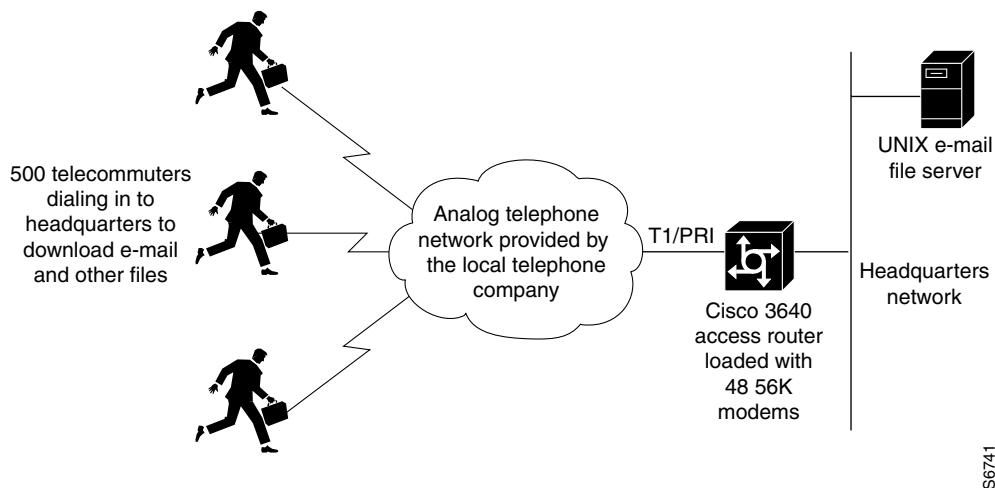 500 telecommuters
dialing in to
headquarters to
download e-mail
and other files
Analog telephone
network provided by
the local telephone
company
T1/PRI
Cisco 3640
access router
loaded with
48 56K
modems
UNIX e-mail
file server
Headquarters
network
S6741